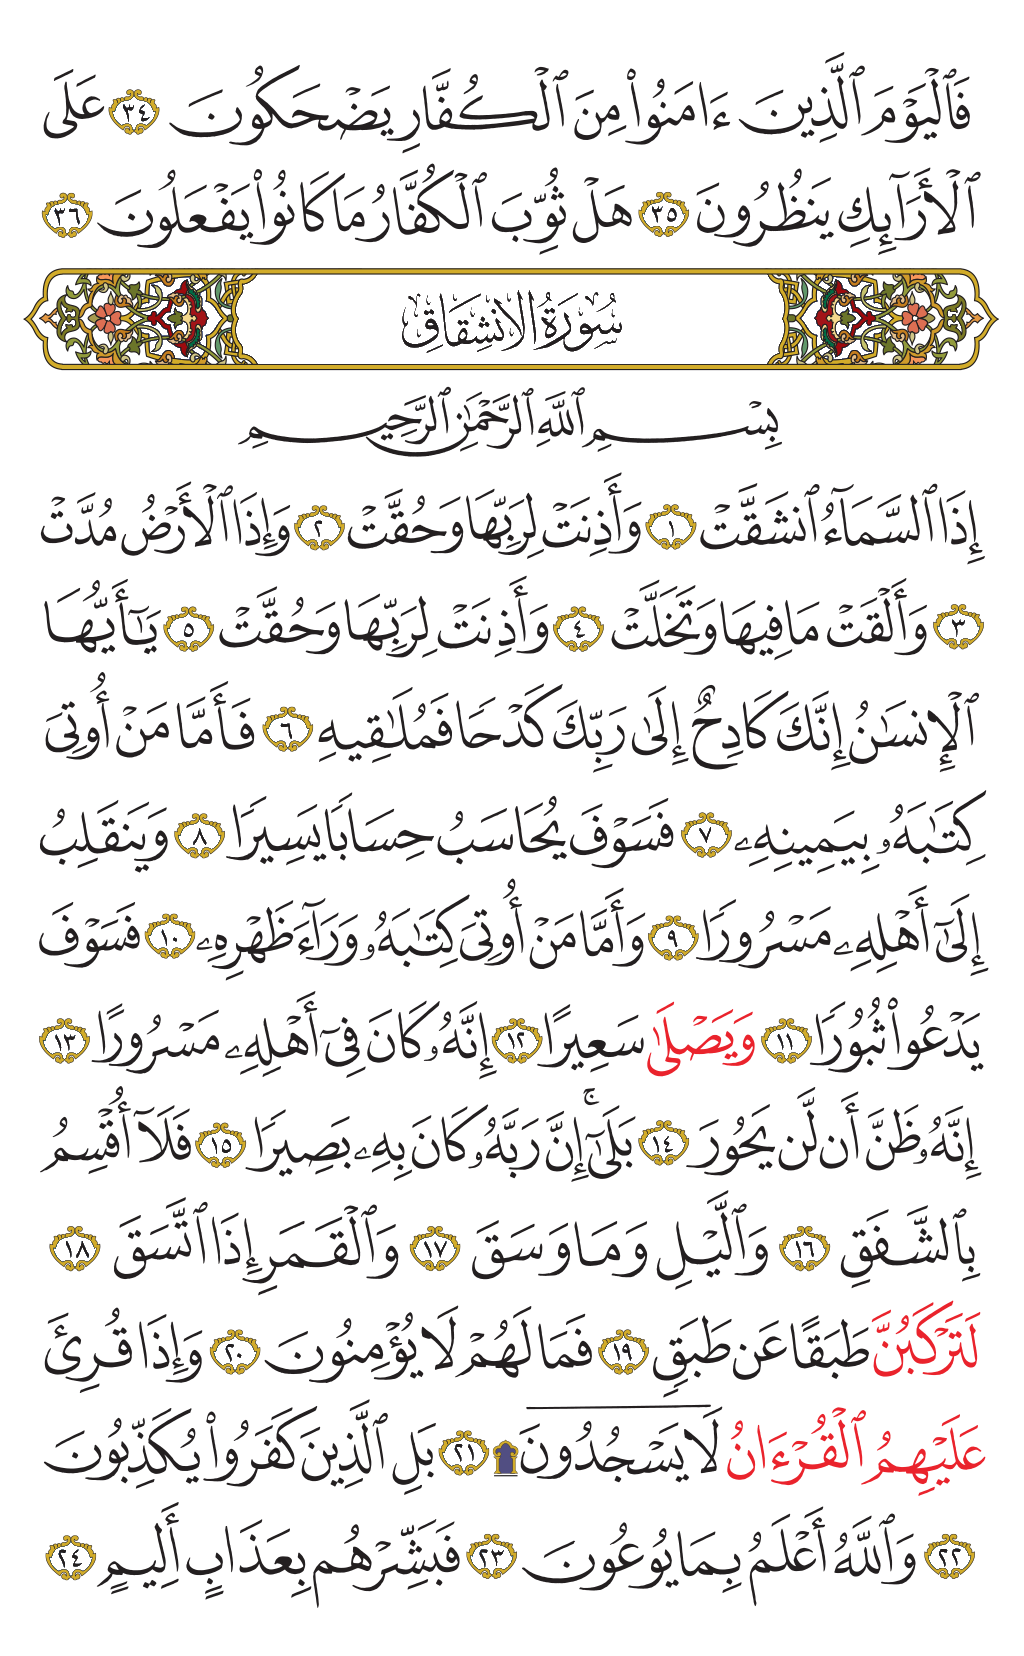 فَٱلْيَوْمَ ٱلَّذِينَ ءَامَنُوا۟ مِنَ ٱلْكُفَّارِ يَضْحَكُونَ ٣٤ عَلَى
ٱلْأَرَآئِكِ يَنظُرُونَ ٣٥ هَلْ ثُوِّبَ ٱلْكُفَّارُ مَا كَانُوا۟ يَفْعَلُونَ ٣٦
سُورَةُ الانشِقَاقِ
بِسْمِ ٱللَّهِ ٱلرَّحْمَٰنِ ٱلرَّحِيمِ
إِذَا ٱلسَّمَآءُ ٱنشَقَّتْ ١ وَأَذِنَتْ لِرَبِّهَا وَحُقَّتْ ٢ وَإِذَا ٱلْأَرْضُ مُدَّتْ
٣ وَأَلْقَتْ مَا فِيهَا وَتَخَلَّتْ ٤ وَأَذِنَتْ لِرَبِّهَا وَحُقَّتْ ٥ يَـٰٓأَيُّهَا
ٱلْإِنسَـٰنُ إِنَّكَ كَادِحٌ إِلَىٰ رَبِّكَ كَدْحًا فَمُلَـٰقِيهِ ٦ فَأَمَّا مَنْ أُوتِىَ
كِتَـٰبَهُۥ بِيَمِينِهِۦ ٧ فَسَوْفَ يُحَاسَبُ حِسَابًا يَسِيرًا ٨ وَيَنقَلِبُ
إِلَىٰٓ أَهْلِهِۦ مَسْرُورًا ٩ وَأَمَّا مَنْ أُوتِىَ كِتَـٰبَهُۥ وَرَآءَ ظَهْرِهِۦ ١٠ فَسَوْفَ
يَدْعُوا۟ ثُبُورًا ١١ وَيَصْلَىٰ سَعِيرًا ١٢ إِنَّهُۥ كَانَ فِىٓ أَهْلِهِۦ مَسْرُورًا ١٣
إِنَّهُۥ ظَنَّ أَن لَّن يَحُورَ ١٤ بَلَىٰٓۚ إِنَّ رَبَّهُۥ كَانَ بِهِۦ بَصِيرًا ١٥ فَلَآ أُقْسِمُ
بِٱلشَّفَقِ ١٦ وَٱلَّيْلِ وَمَا وَسَقَ ١٧ وَٱلْقَمَرِ إِذَا ٱتَّسَقَ ١٨
لَتَرْكَبُنَّ طَبَقًا عَن طَبَقٍ ١٩ فَمَا لَهُمْ لَا يُؤْمِنُونَ ٢٠ وَإِذَا قُرِئَ
عَلَيْهِمُ ٱلْقُرْءَانُ لَا يَسْجُدُونَ ۩ ٢١ بَلِ ٱلَّذِينَ كَفَرُوا۟ يُكَذِّبُونَ
٢٢ وَٱللَّهُ أَعْلَمُ بِمَا يُوعُونَ ٢٣ فَبَشِّرْهُم بِعَذَابٍ أَلِيمٍ ٢٤